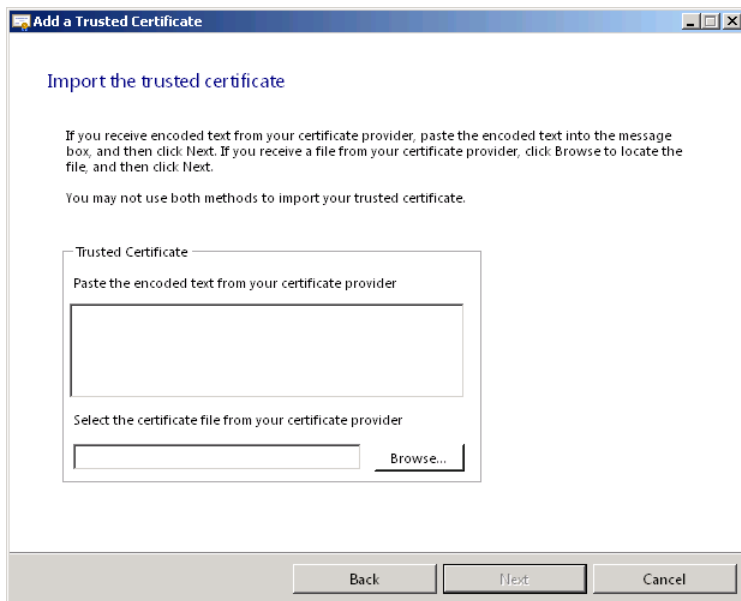 Add a Trusted Certificate
Import the trusted certificate
If you receive encoded text from your certificate provider, paste the encoded text into the message
box, and then click Next. If you receive a file from your certificate provider, click Browse to locate the
file, and then click Next.
You may not use both methods to import your trusted certificate.
Trusted Certificate
Paste the encoded text from your certificate provider
Select the certificate file from your certificate provider
Browse...
Back
Next
Cancel